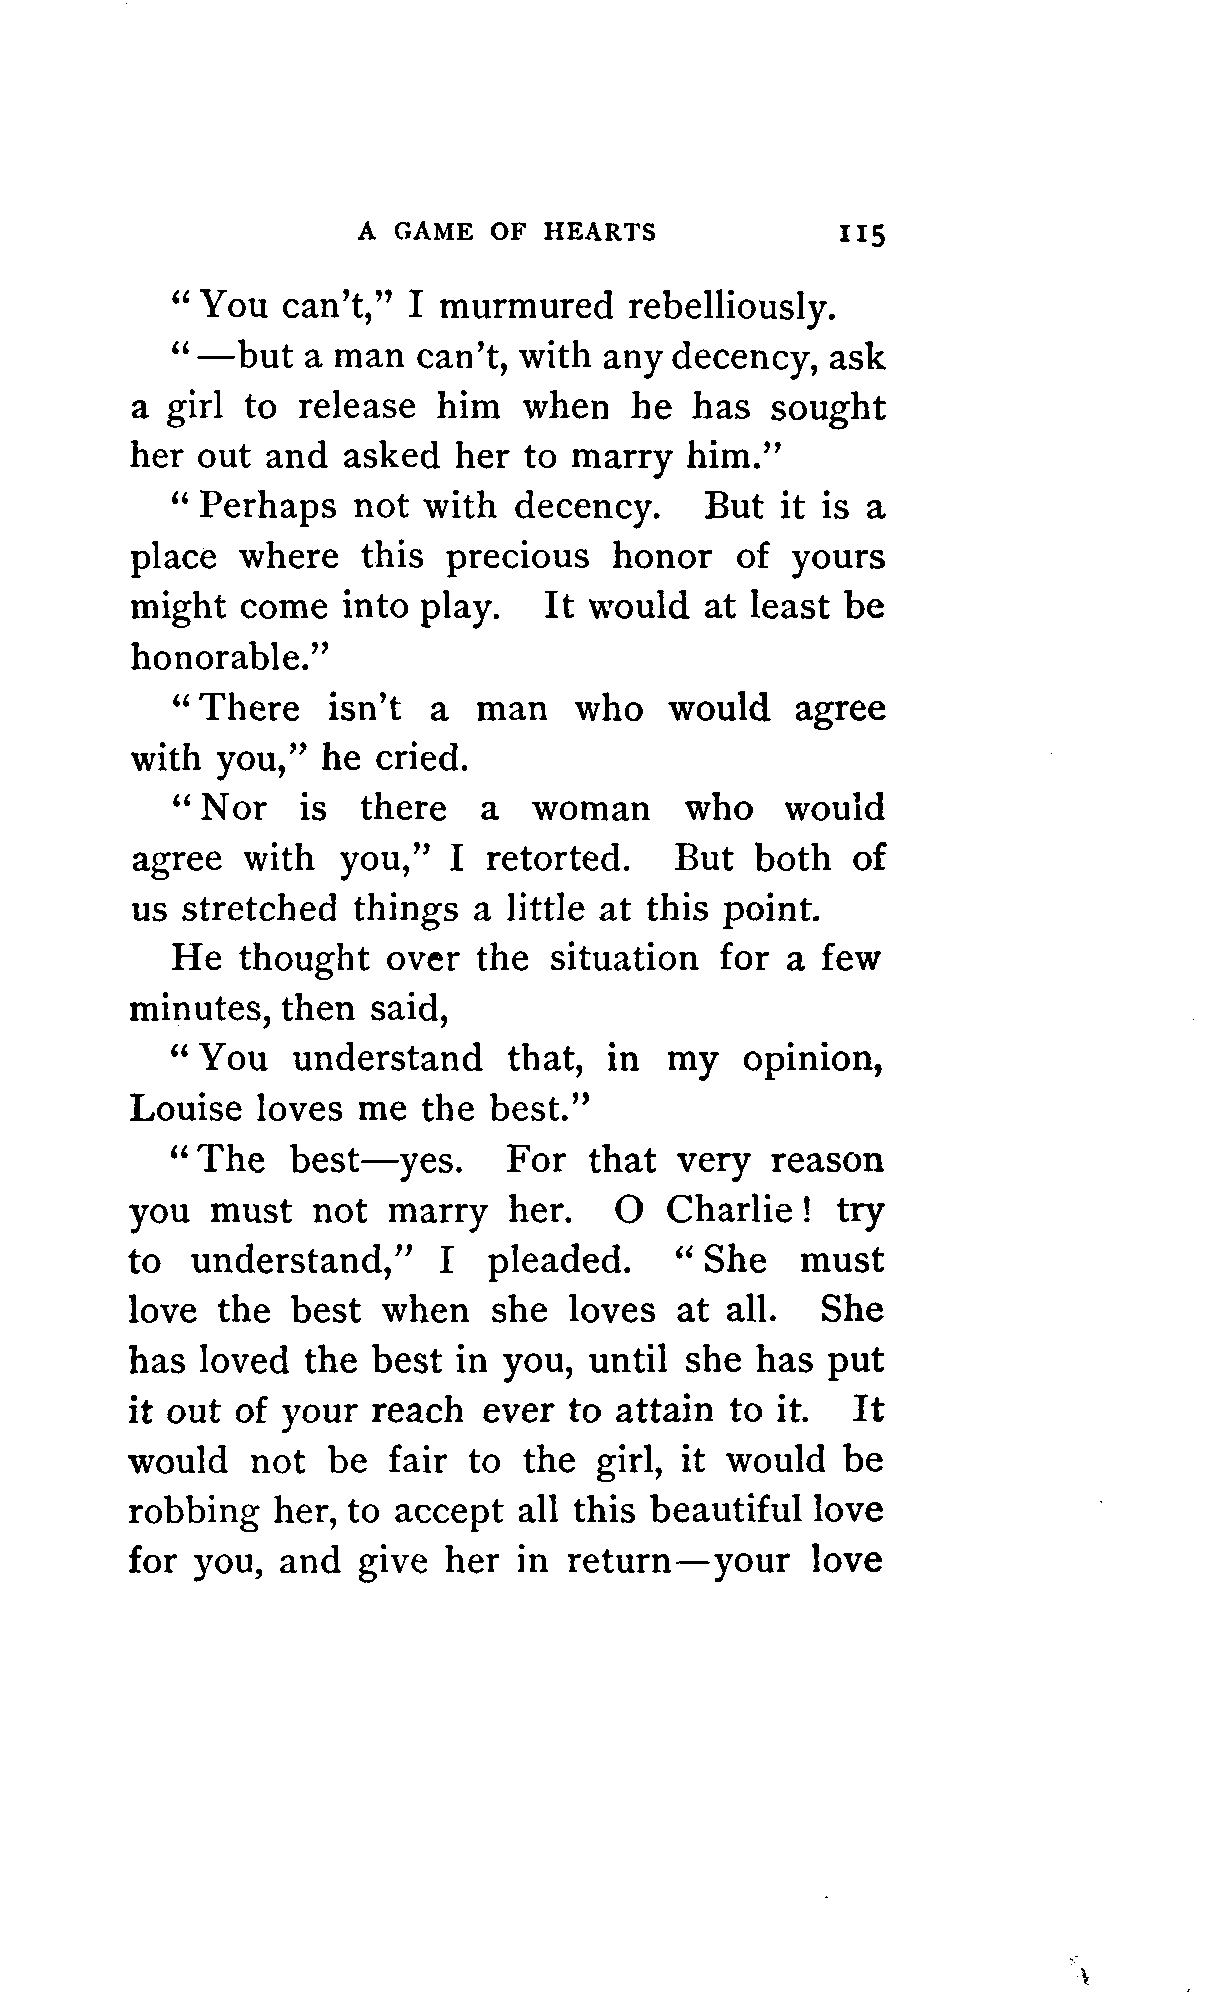 A GAME OF HEARTS 115
“ You can't,” I murmured rebelliously.
“ —but a man can't, with any decency, ask
a girl to release him when he has sought
her out and asked her to marry him.”
“ Perhaps not with decency. But it is a
place where this precious honor of yours
might come into play. It would at least be
honorable.”
“ There isn't a man who would agree
with you,” he cried.
“ Nor is there a woman who would
agree with you,” I retorted. But both of
us stretched things a little at this point.
He thought over the situation for a few
minutes, then said,
“ You understand that, in my opinion,
Louise loves me the best.”
“ The best—yes. For that very reason
you must not marry her. O Charlie ! try
to understand,” I pleaded. “ She must
love the best when she loves at all. She
has loved the best in you, until she has put
it out of your reach ever to attain to it. It
would not be fair to the girl, it would be
robbing her, to accept all this beautiful love
for you, and give her in return—your love